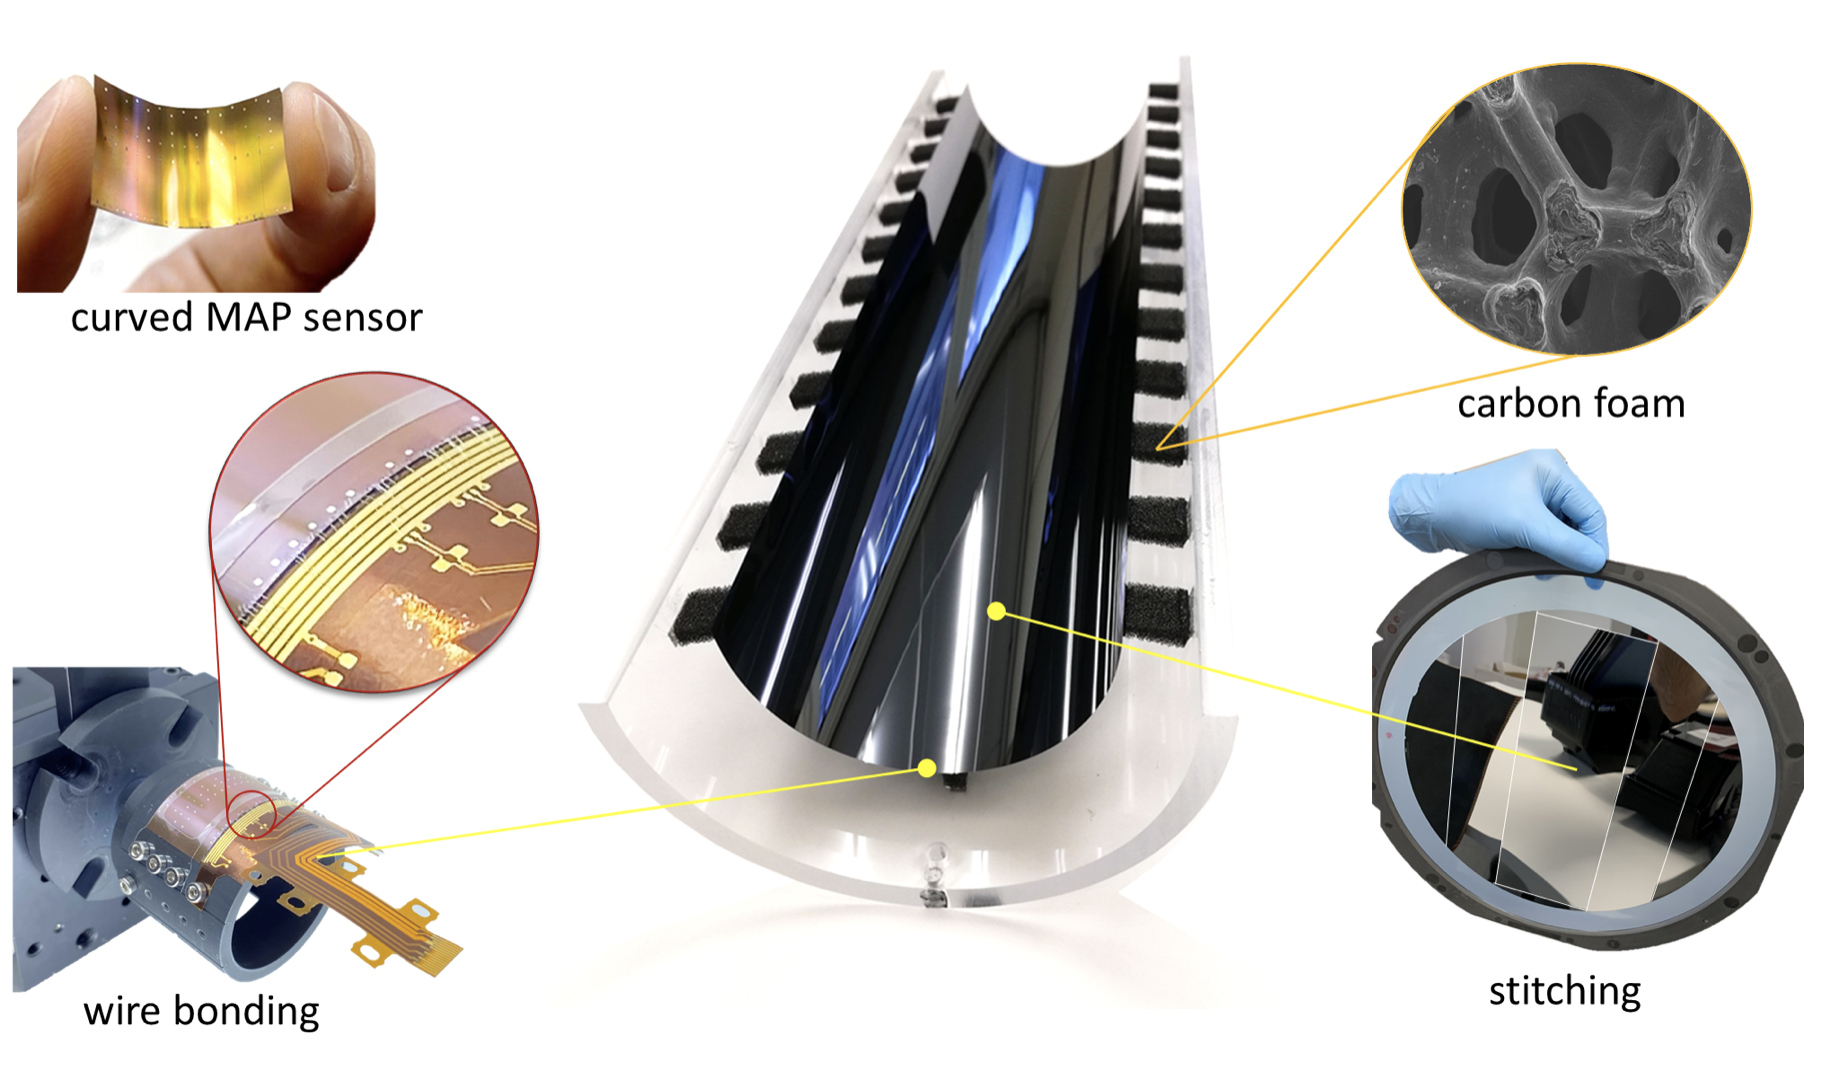 curved MAP sensor
carbon foam
wire bonding
stitching